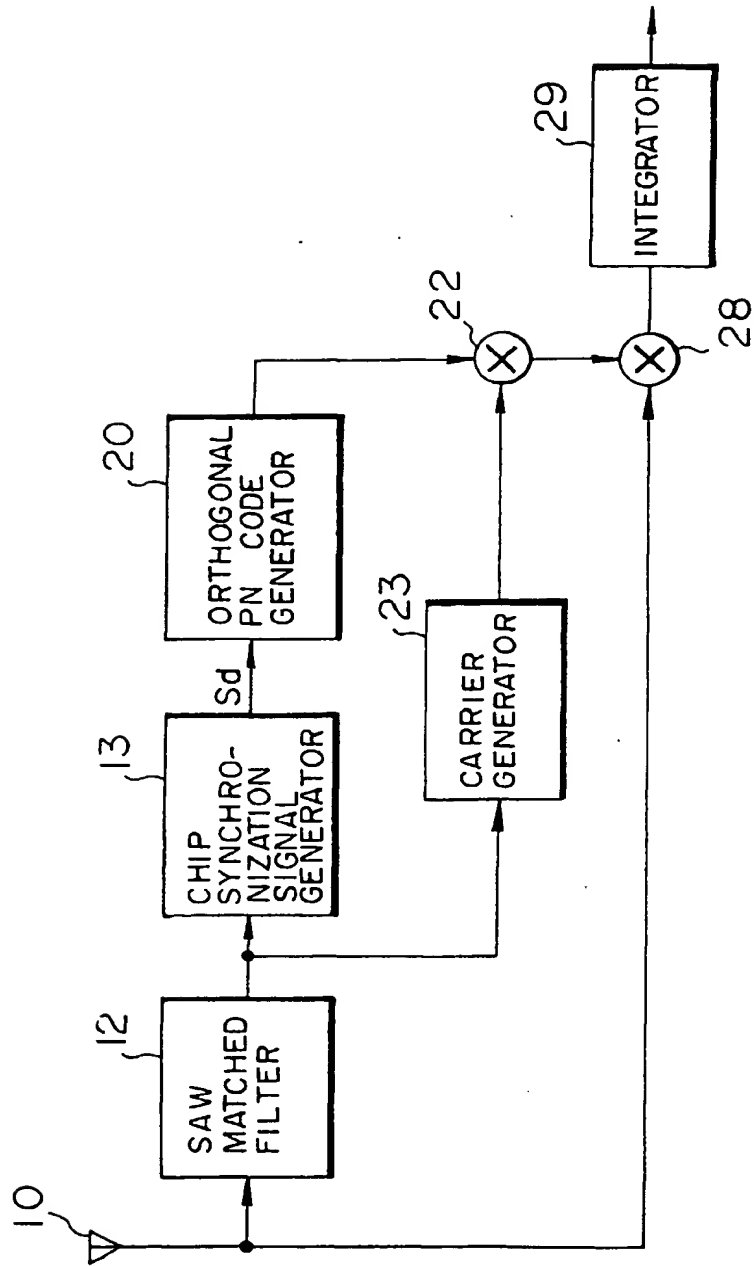 10
12
SAW
MATCHED
FILTER
13
CHIP
SYNCHRO-
NIZATION
SIGNAL
GENERATOR
Sd
20
ORTHOGONAL
PN CODE
GENERATOR
23
CARRIER
GENERATOR
22
28
29
INTEGRATOR